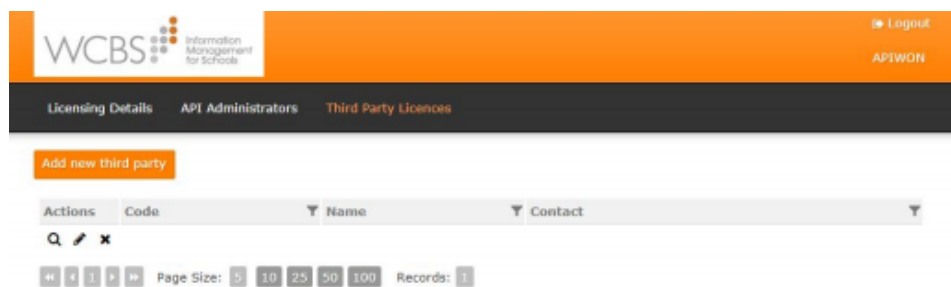 WCBS Information Management for Schools
Logout
APIWON
Licensing Details API Administrators Third Party Licences
Add new third party
Actions Code Name Contact
1 Page Size: 5 10 25 50 100 Records: 1